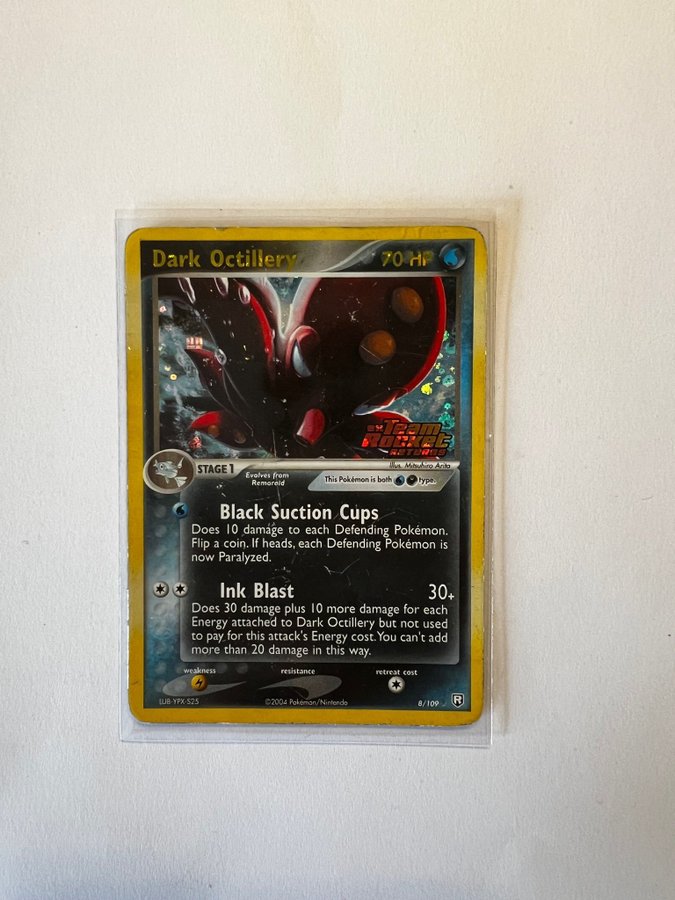 Dark Octillery 70 HP
Team
Rocket
RETURNS
Illus. Mitsuhiro Arita
STAGE 1
Evolves from
Remoraid
This Pokémon is both type.
Black Suction Cups
Does 10 damage to each Defending Pokémon.
Flip a coin. If heads, each Defending Pokémon is
now Paralyzed.
Ink Blast 30+
Does 30 damage plus 10 more damage for each
Energy attached to Dark Octillery but not used
to pay for this attack's Energy cost. You can't add
more than 20 damage in this way.
weakness resistance retreat cost
LUB-YPX-S25 ©2004 Pokémon/Nintendo 8/109 R